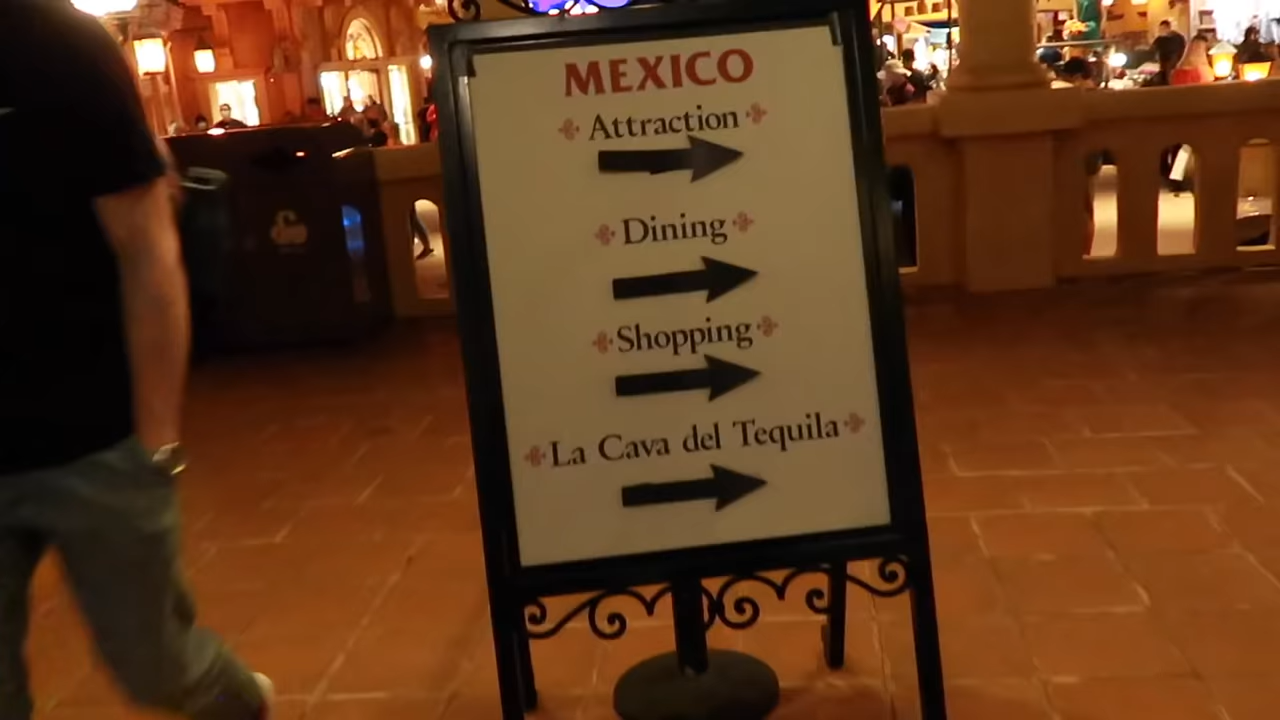 MEXICO
Attraction
Dining
Shopping
La Cava del Tequila